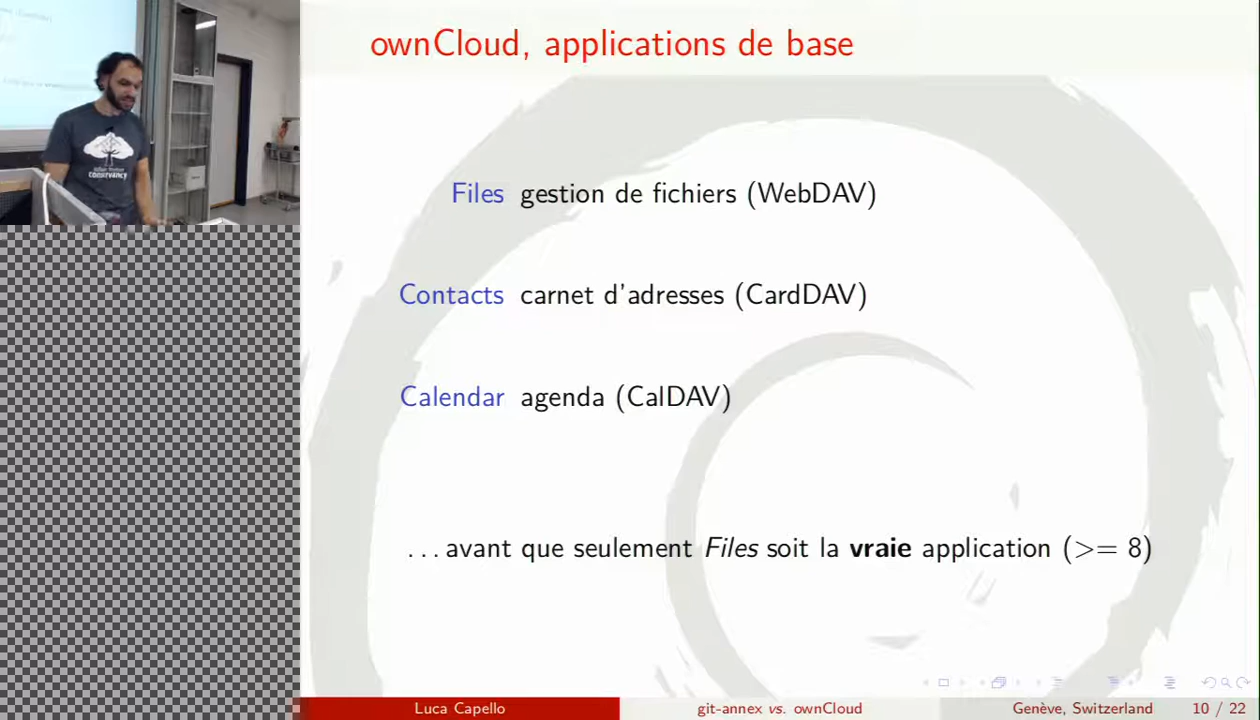 ownCloud, applications de base
Files gestion de fichiers (WebDAV)
Contacts carnet d'adresses (CardDAV)
Calendar agenda (CalDAV)
... avant que seulement Files soit la vraie application (>= 8)
Luca Capello git-annex vs. ownCloud Genève, Switzerland 10 / 22
conservancy